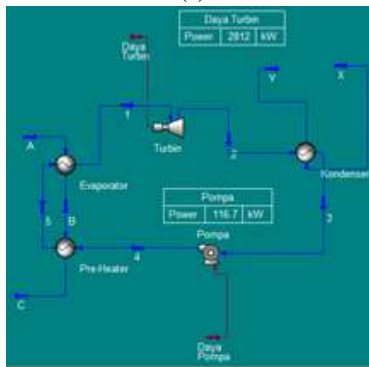 Daya Turbin
Power 2812 kW
Daya
Turbin
Y
X
1
A
Turbin
2
Kondenser
Evaporator
Pompa
Power 116.7 kW
5
B
3
Pompa
4
Pre-Heater
C
Daya
Pompa